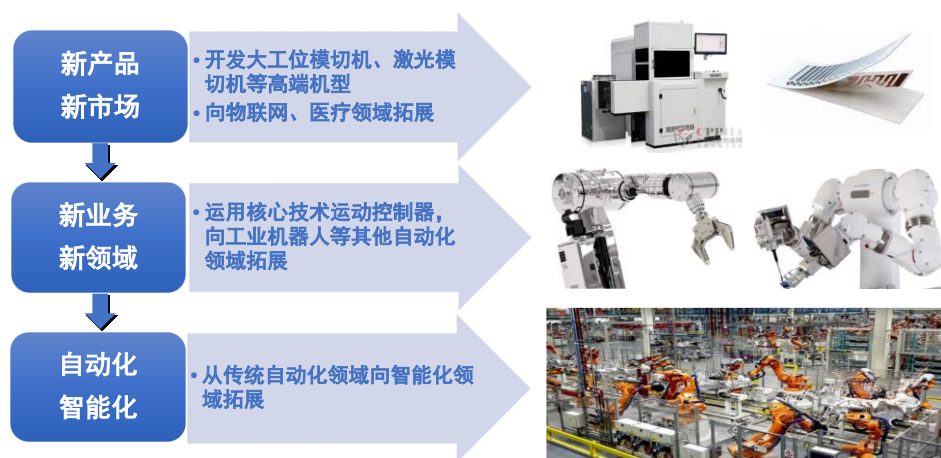 新产品
新市场
•开发大工位模切机、激光模
切机等高端机型
•向物联网、医疗领域拓展
新业务
新领域
•运用核心技术运动控制器，
向工业机器人等其他自动化
领域拓展
自动化
智能化
•从传统自动化领域向智能化领
域拓展